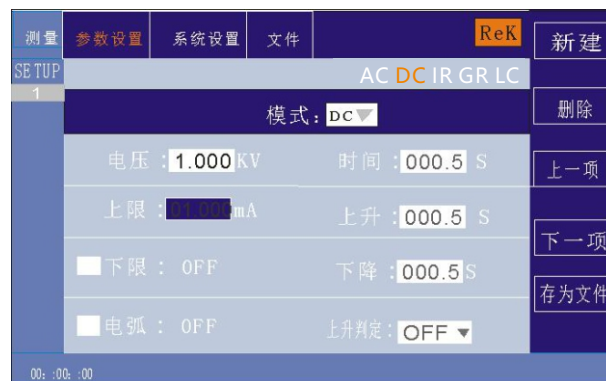 测量 参数设置 系统设置 文件 ReK 新建
SETUP AC DC IR GR LC
1
模式: DC 删除
电压 : 1.000 KV 时间 : 000.5 S 上一项
上限 : 01.000mA 上升 : 000.5 S
下限 : OFF 下降 : 000.5 S 下一项
电弧 : OFF 上升判定: OFF 存为文件
00: :00: :00